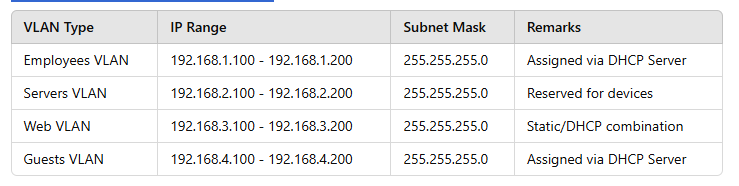 VLAN Type IP Range Subnet Mask Remarks
Employees VLAN 192.168.1.100 - 192.168.1.200 255.255.255.0 Assigned via DHCP Server
Servers VLAN 192.168.2.100 - 192.168.2.200 255.255.255.0 Reserved for devices
Web VLAN 192.168.3.100 - 192.168.3.200 255.255.255.0 Static/DHCP combination
Guests VLAN 192.168.4.100 - 192.168.4.200 255.255.255.0 Assigned via DHCP Server